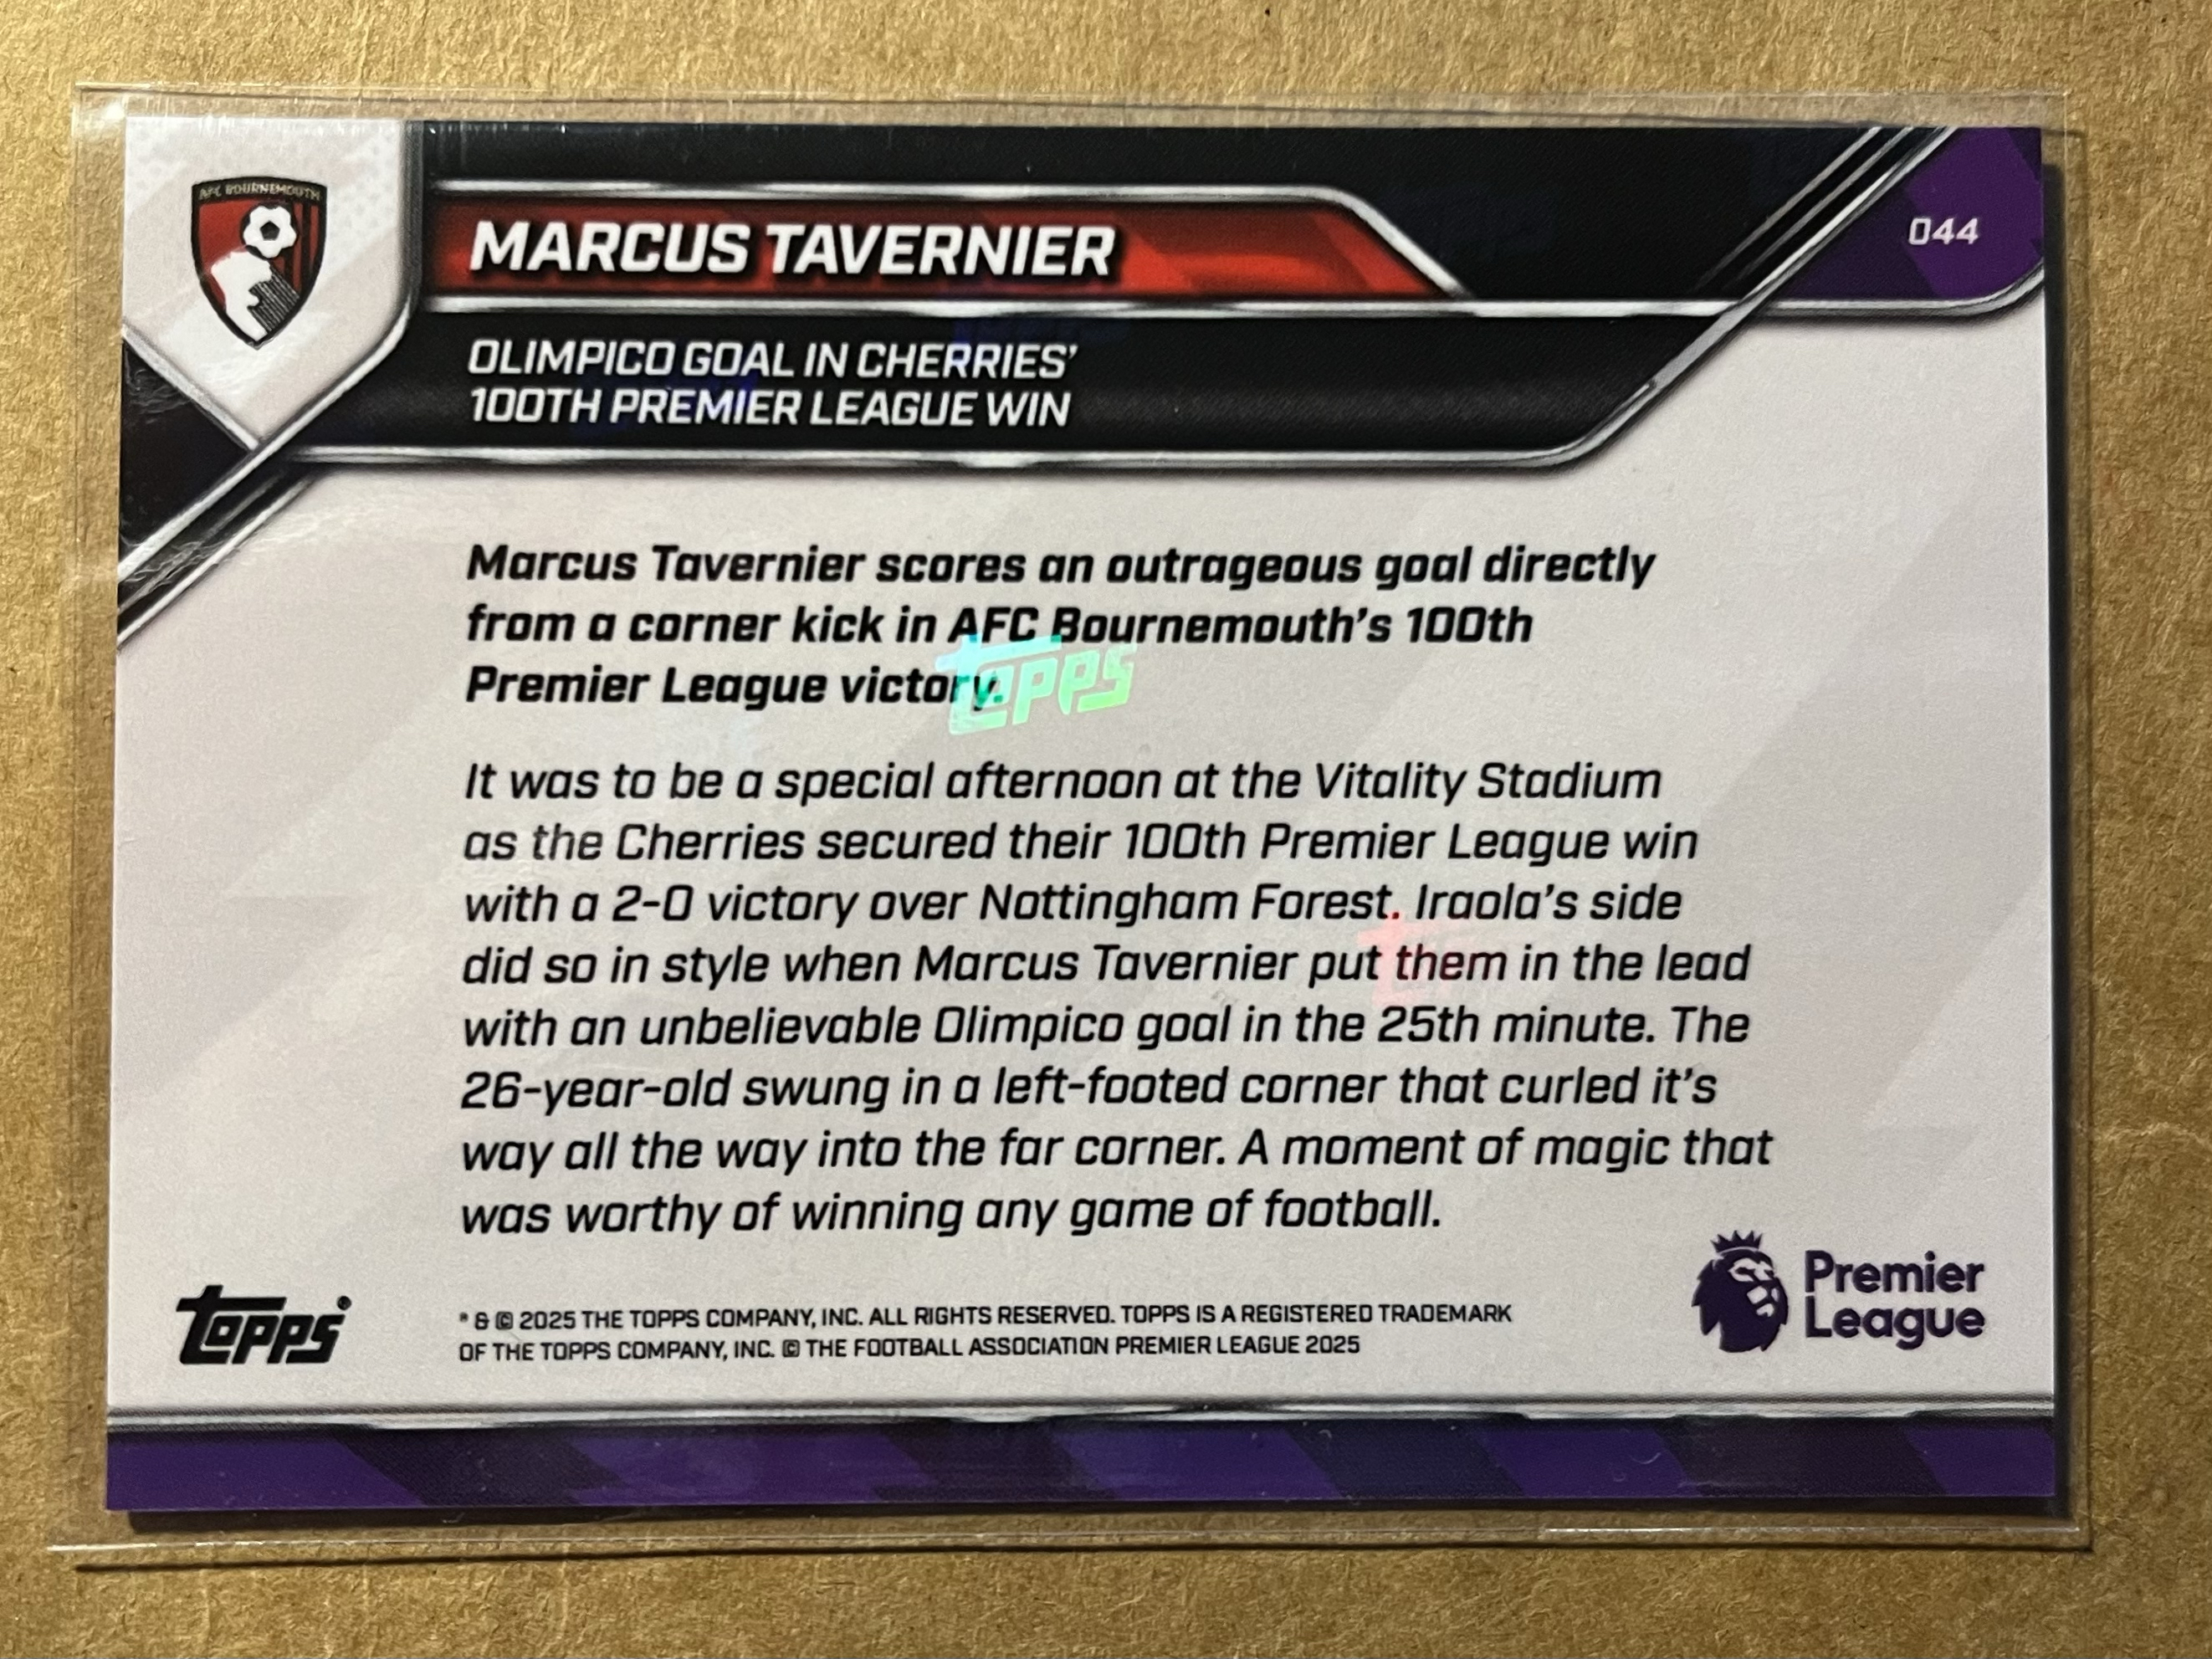 AFC BOURNEMOUTH
MARCUS TAVERNIER
044
OLIMPICO GOAL IN CHERRIES'
100TH PREMIER LEAGUE WIN
Marcus Tavernier scores an outrageous goal directly
from a corner kick in AFC Bournemouth's 100th
Premier League victory.
Topps
It was to be a special afternoon at the Vitality Stadium
as the Cherries secured their 100th Premier League win
with a 2-0 victory over Nottingham Forest. Iraola's side
did so in style when Marcus Tavernier put them in the lead
with an unbelievable Olimpico goal in the 25th minute. The
26-year-old swung in a left-footed corner that curled it's
way all the way into the far corner. A moment of magic that
was worthy of winning any game of football.
Topps®
® & © 2025 THE TOPPS COMPANY, INC. ALL RIGHTS RESERVED. TOPPS IS A REGISTERED TRADEMARK
OF THE TOPPS COMPANY, INC. © THE FOOTBALL ASSOCIATION PREMIER LEAGUE 2025
Premier
League